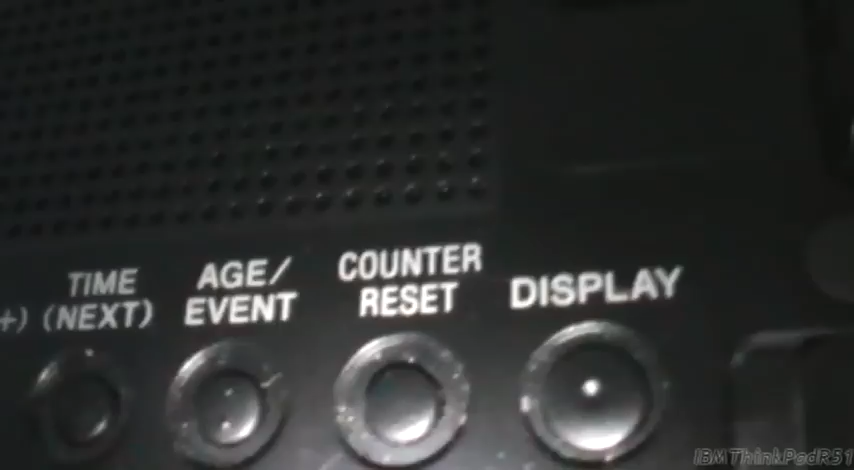 TIME
+) (NEXT)
AGE/
EVENT
COUNTER
RESET
DISPLAY
IBMThinkPadR51